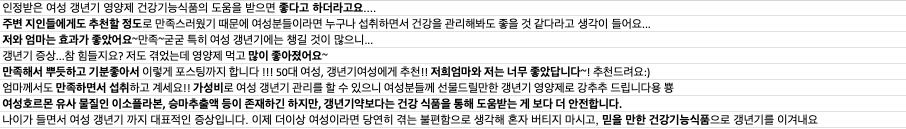 인정받은 여성 갱년기 영양제 건강기능식품의 도움을 받으면 좋다고 하더라고요....
주변 지인들에게도 추천할 정도로 만족스러웠기 때문에 여성분들이라면 누구나 섭취하면서 건강을 관리해봐도 좋을 것 같다라고 생각이 들어요...
저와 엄마는 효과가 좋았어요~만족~굳굳 특히 여성 갱년기에는 챙길 것이 많으니...
갱년기 증상...참 힘들지요? 저도 겪었는데 영양제 먹고 많이 좋아졌어요~
만족해서 뿌듯하고 기분좋아서 이렇게 포스팅까지 합니다 !!! 50대 여성, 갱년기여성에게 추천!! 저희엄마와 저는 너무 좋았답니다~! 추천드려요:)
엄마께서도 만족하면서 섭취하고 계세요!! 가성비로 여성 갱년기 관리를 할 수 있으니 여성분들께 선물드릴만한 갱년기 영양제로 강추추 드립니다용 뿅
여성호르몬 유사 물질인 이소플라본, 승마추출액 등이 존재하긴 하지만, 갱년기약보다는 건강 식품을 통해 도움받는 게 보다 더 안전합니다.
나이가 들면서 여성 갱년기 까지 대표적인 증상입니다. 이제 더이상 여성이라면 당연히 겪는 불편함으로 생각해 혼자 버티지 마시고, 믿을 만한 건강기능식품으로 갱년기를 이겨내요